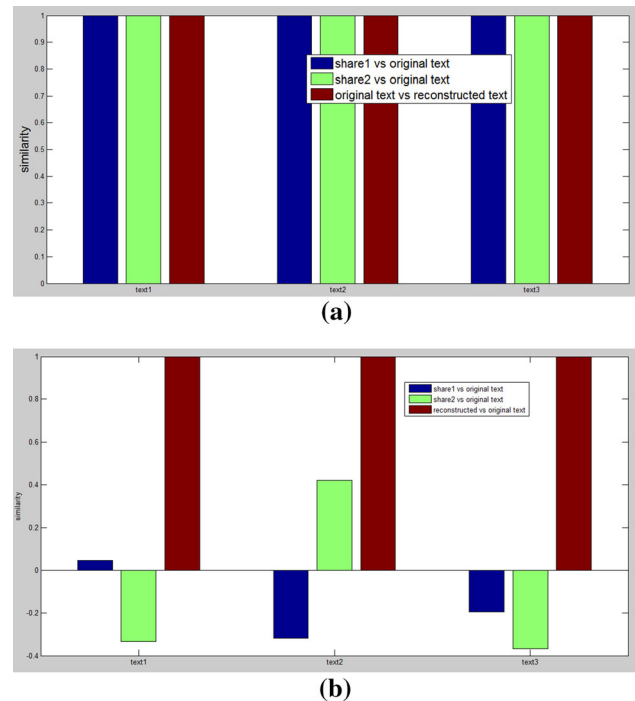 1
0.9
0.8
0.7
0.6
0.5
0.4
0.3
0.2
0.1
0
similarity
share1 vs original text
share2 vs original text
original text vs reconstructed text
text1 text2 text3
(a)
1
0.8
0.6
0.4
0.2
0
-0.2
-0.4
similarity
share1 vs original text
share2 vs original text
reconstructed vs original text
text1 text2 text3
(b)